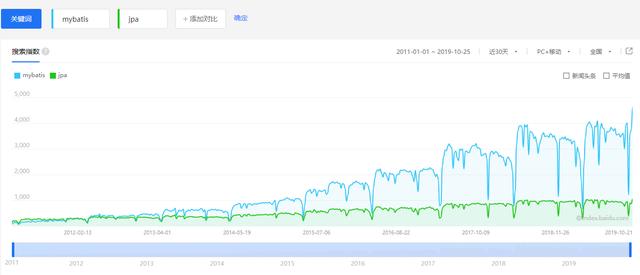 关键词 mybatis jpa + 添加对比 确定
搜索指数 ? 2011-01-01 ~ 2019-10-25 近30天 PC+移动 全国
mybatis jpa 新闻头条 平均值
5,000
4,000
3,000
2,000
1,000
©index.baidu.com
2012-02-13 2013-04-01 2014-05-19 2015-07-06 2016-08-22 2017-10-09 2018-11-26 2019-10-21
2011 2012 2013 2014 2015 2016 2017 2018 2019